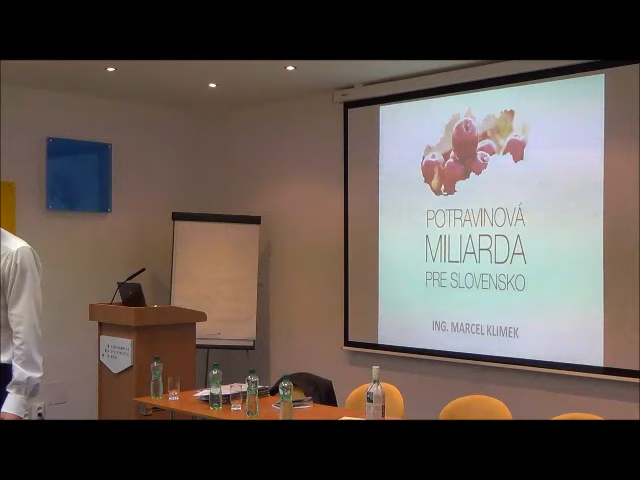 POTRAVINOVÁ
MILIARDA
PRE SLOVENSKO
ING. MARCEL KLIMEK